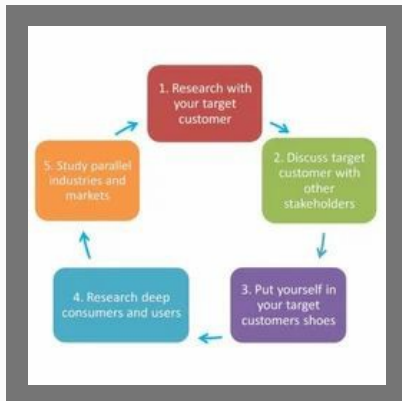 1. Research with
your target
customer
2. Discuss target
customer with
other
stakeholders
3. Put yourself in
your target
customers shoes
4. Research deep
consumers and users
5. Study parallel
industries and
markets